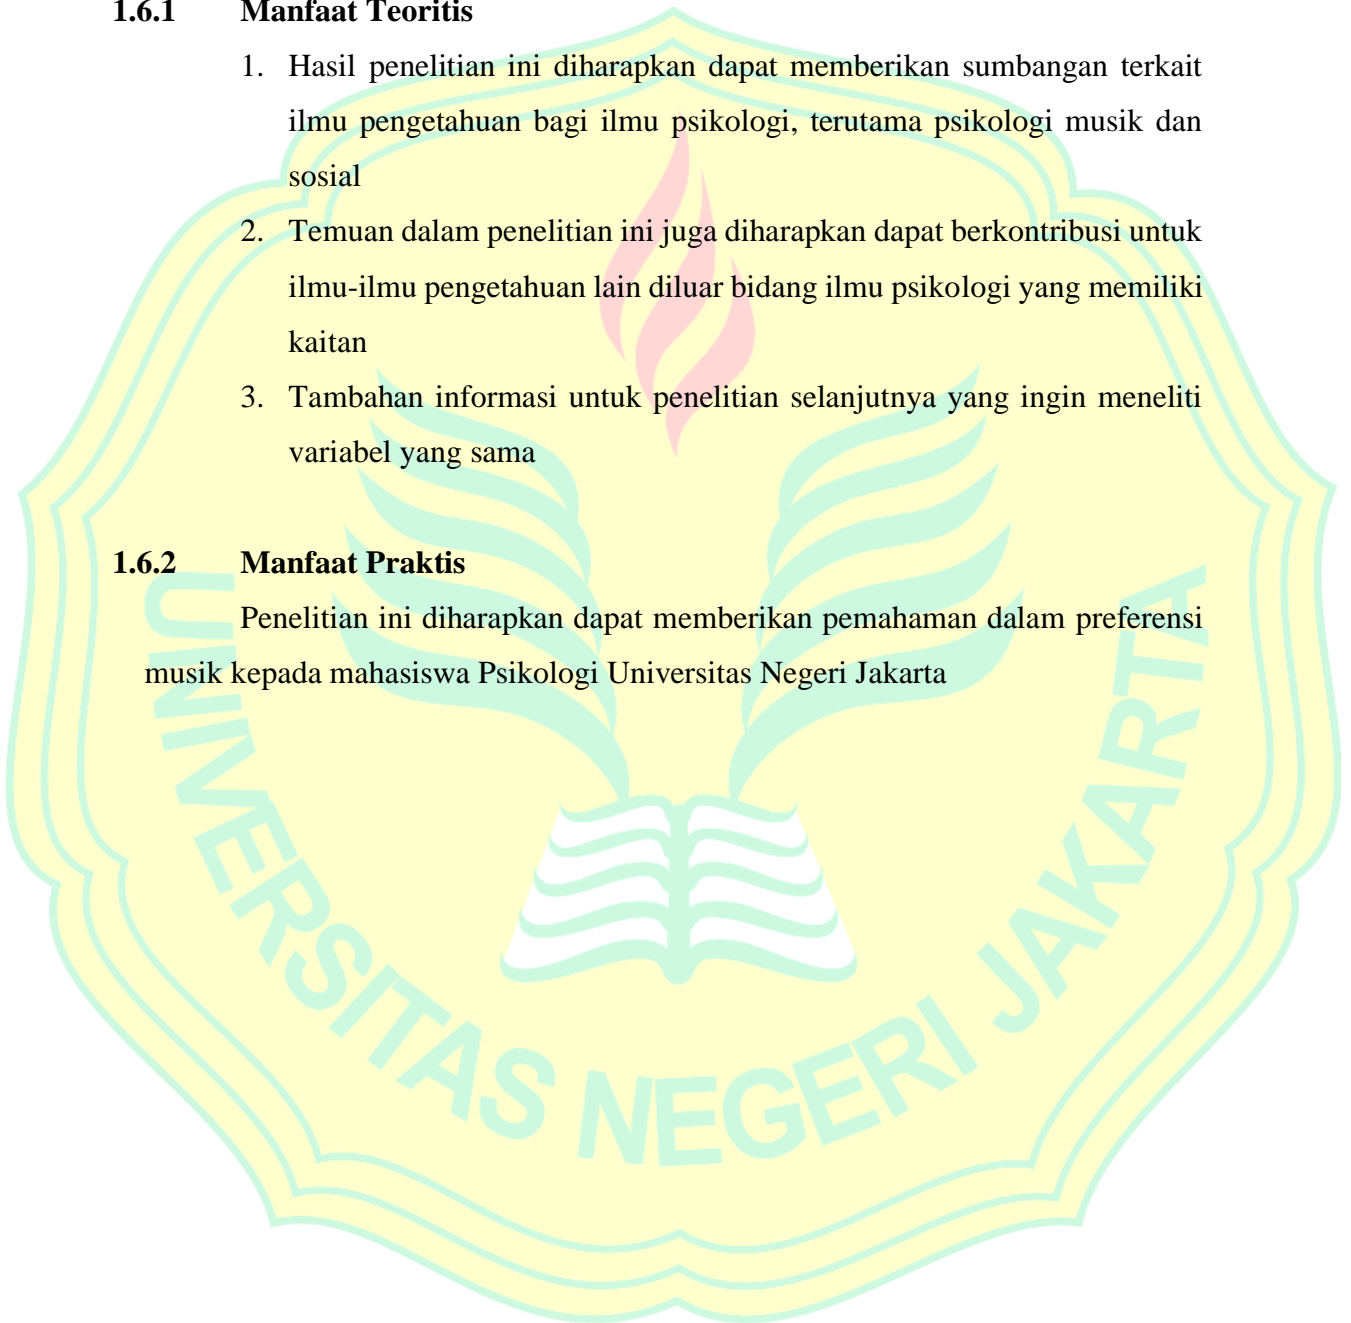 1.6.1 Manfaat Teoritis
1. Hasil penelitian ini diharapkan dapat memberikan sumbangan terkait
ilmu pengetahuan bagi ilmu psikologi, terutama psikologi musik dan
sosial
2. Temuan dalam penelitian ini juga diharapkan dapat berkontribusi untuk
ilmu-ilmu pengetahuan lain diluar bidang ilmu psikologi yang memiliki
kaitan
3. Tambahan informasi untuk penelitian selanjutnya yang ingin meneliti
variabel yang sama
1.6.2 Manfaat Praktis
Penelitian ini diharapkan dapat memberikan pemahaman dalam preferensi
musik kepada mahasiswa Psikologi Universitas Negeri Jakarta
UNIVERSITAS NEGERI JAKARTA